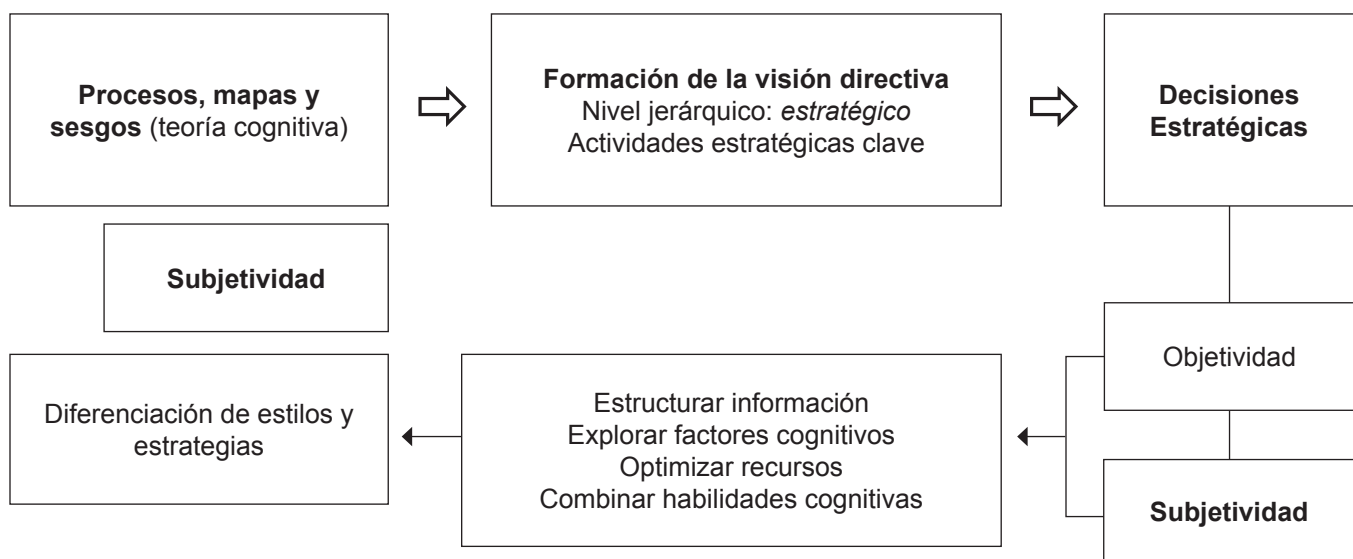 Procesos, mapas y
sesgos (teoría cognitiva)
Formación de la visión directiva
Nivel jerárquico: estratégico
Actividades estratégicas clave
Decisiones
Estratégicas
Subjetividad
Objetividad
Subjetividad
Estructurar información
Explorar factores cognitivos
Optimizar recursos
Combinar habilidades cognitivas
Diferenciación de estilos y
estrategias